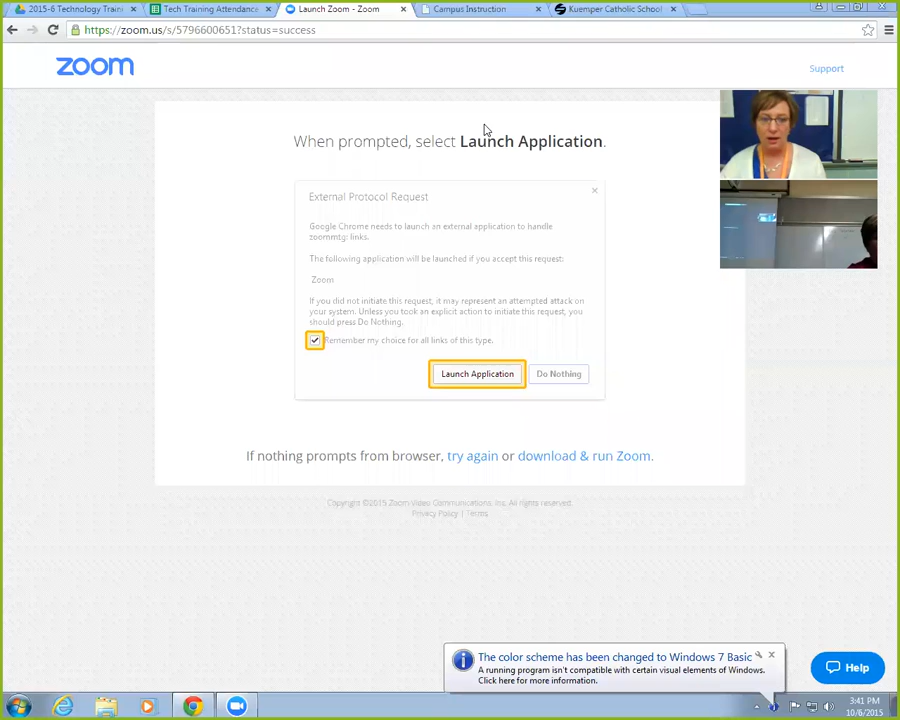 2015-6 Technology Traini
Tech Training Attendance
Launch Zoom - Zoom
Campus Instruction
Kuemper Catholic School
https://zoom.us/s/5796600651?status=success
zoom
Support
When prompted, select Launch Application.
External Protocol Request
Google Chrome needs to launch an external application to handle
zoommtg: links.
The following application will be launched if you accept this request:
Zoom
If you did not initiate this request, it may represent an attempted attack on
your system. Unless you took an explicit action to initiate this request, you
should press Do Nothing.
Remember my choice for all links of this type.
Launch Application
Do Nothing
If nothing prompts from browser, try again or download & run Zoom.
Copyright ©2015 Zoom Video Communications, Inc. All rights reserved.
Privacy Policy | Terms
The color scheme has been changed to Windows 7 Basic
A running program isn't compatible with certain visual elements of Windows.
Click here for more information.
Help
3:41 PM
10/6/2015